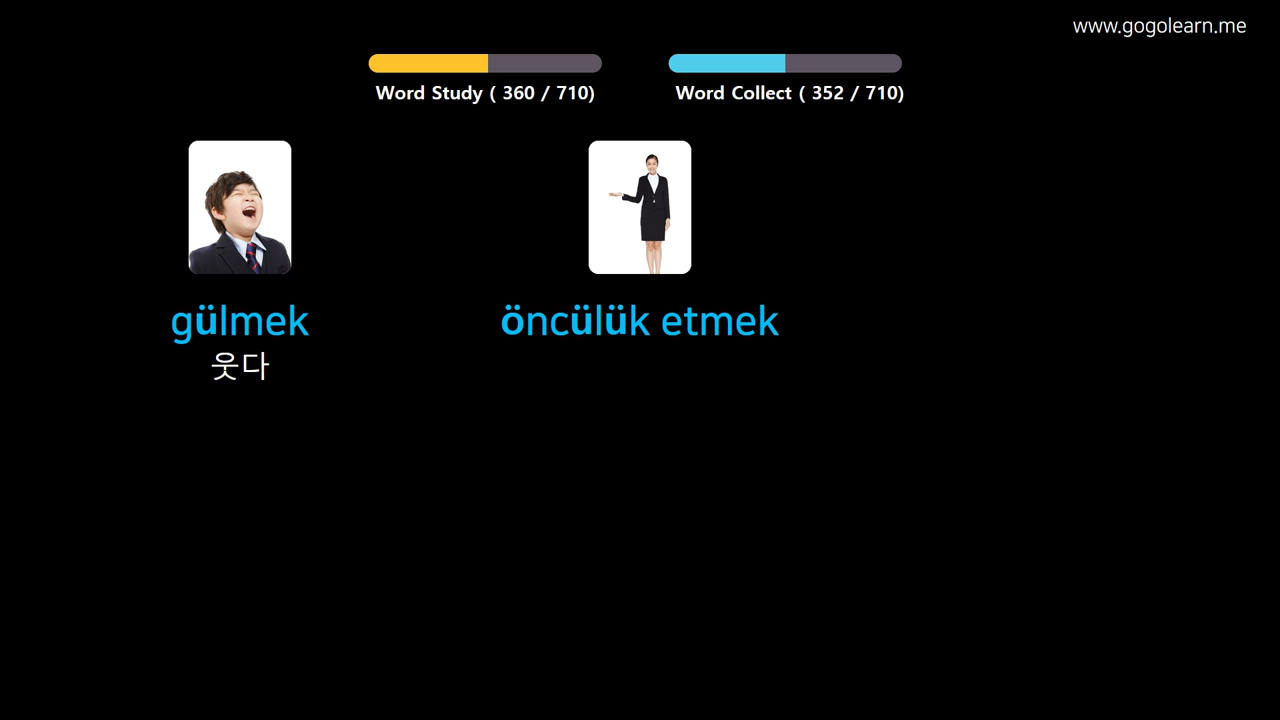 www.gogolearn.me
Word Study ( 360 / 710)
Word Collect ( 352 / 710)
gülmek
웃다
öncülük etmek